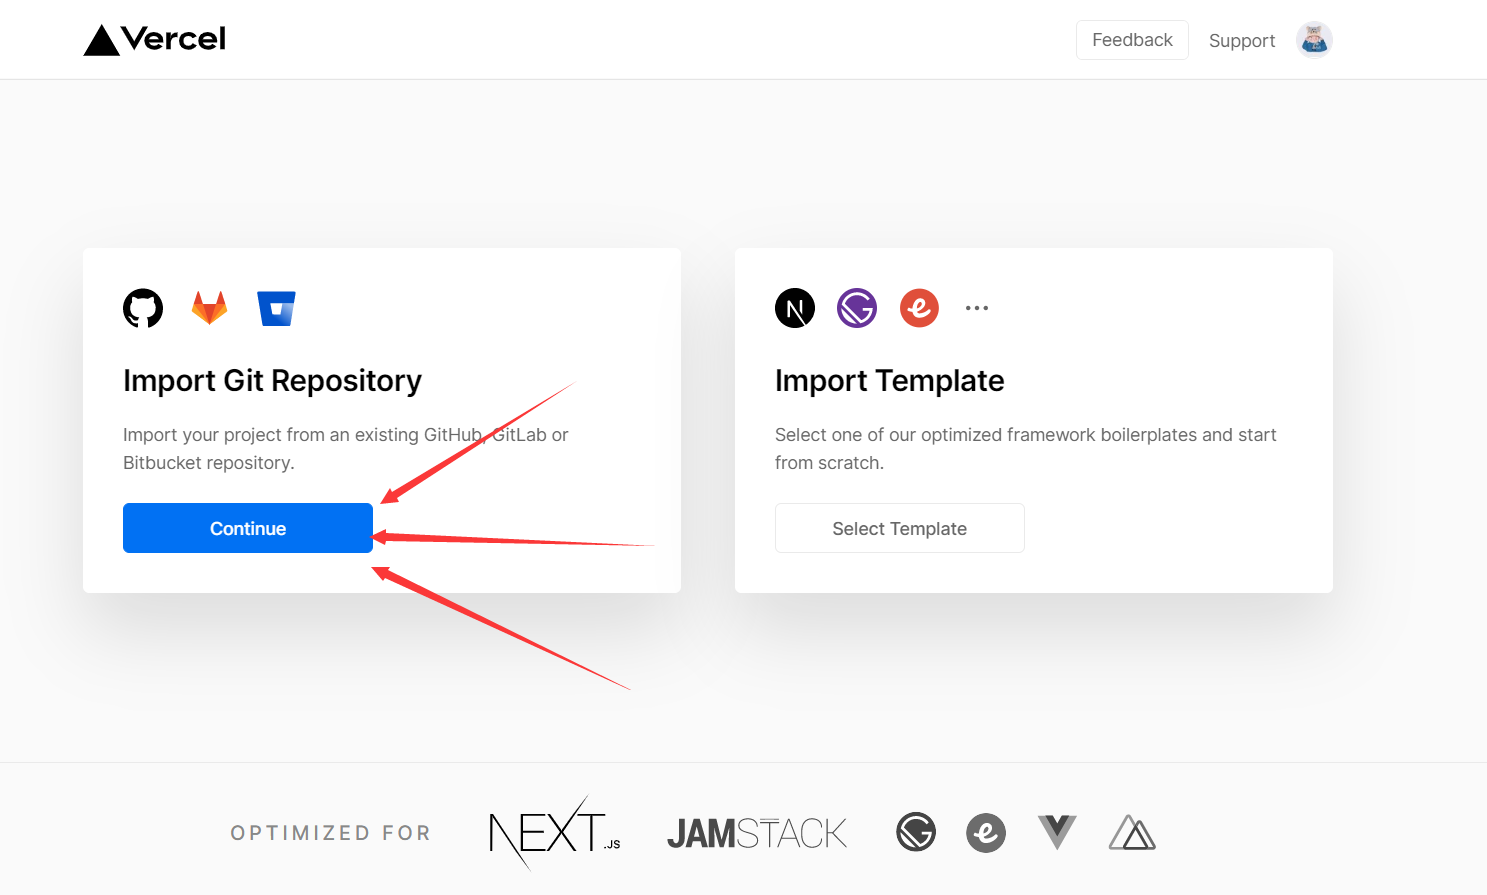 Vercel
Feedback
Support
Import Git Repository
Import your project from an existing GitHub, GitLab or
Bitbucket repository.
Continue
Import Template
Select one of our optimized framework boilerplates and start
from scratch.
Select Template
OPTIMIZED FOR
NEXT.JS
JAMSTACK